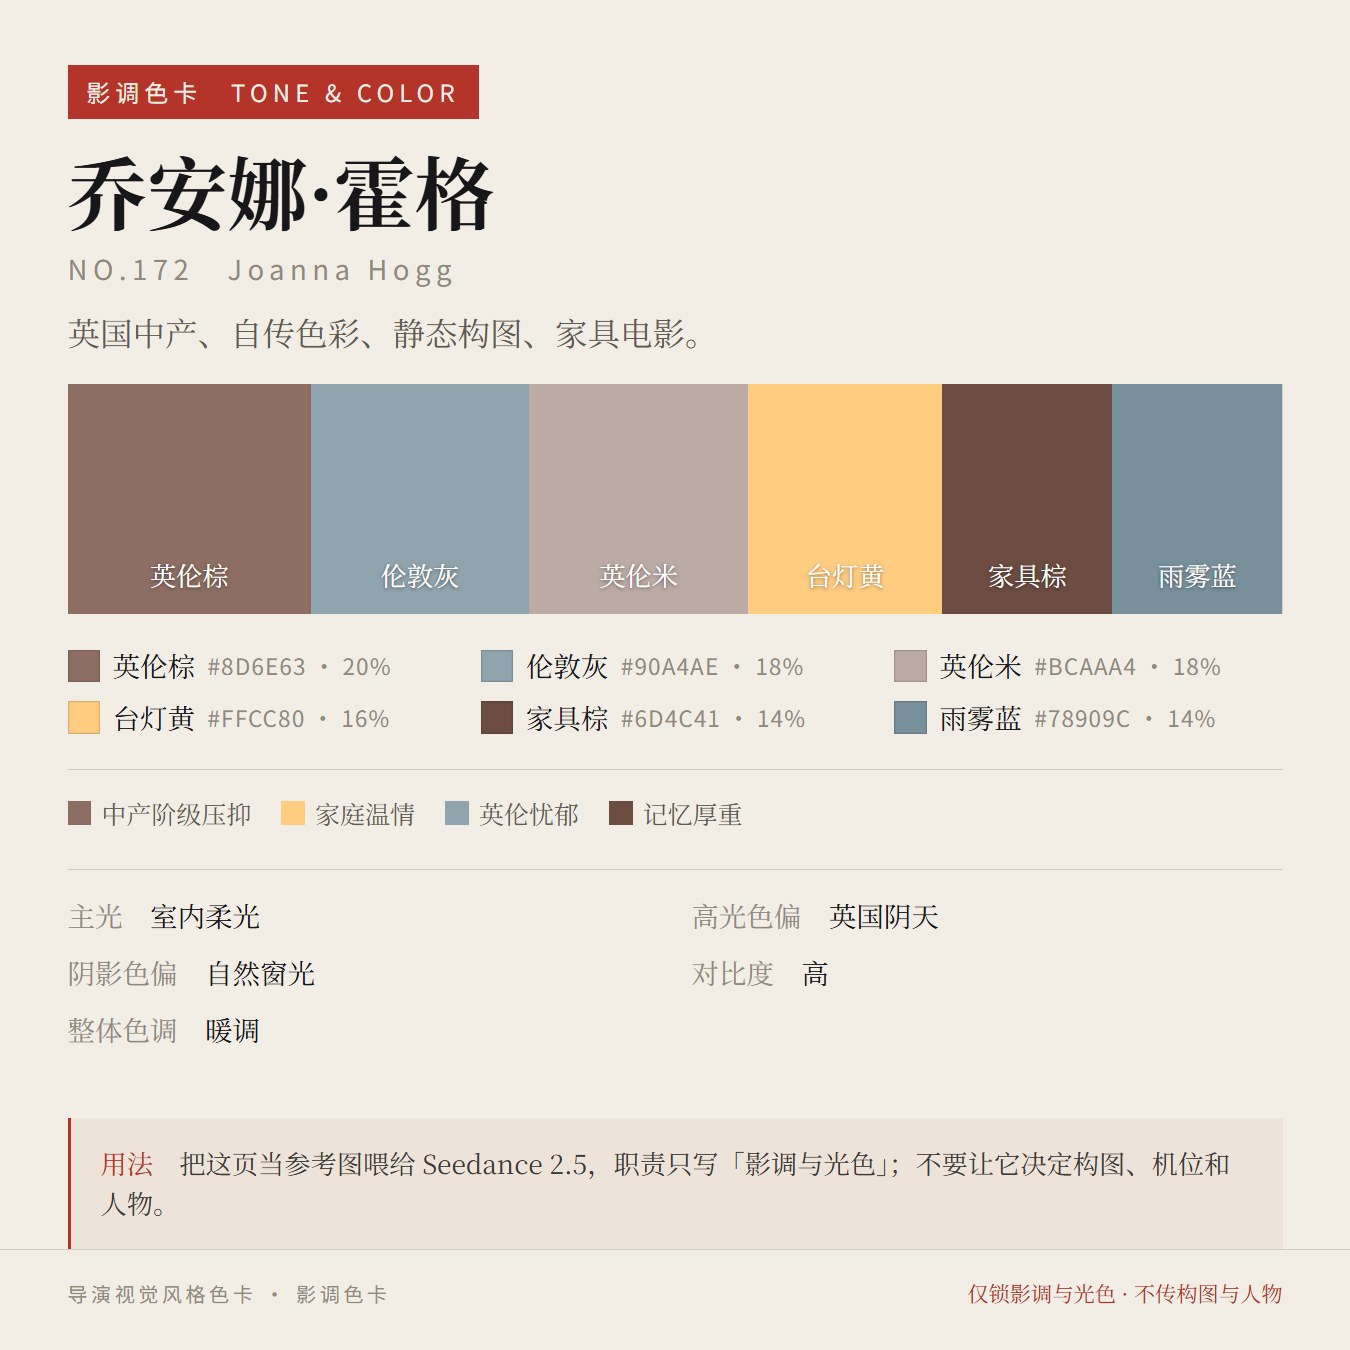 影调色卡 TONE & COLOR
乔安娜·霍格
NO.172 Joanna Hogg
英国中产、自传色彩、静态构图、家具电影。
英伦棕 伦敦灰 英伦米 台灯黄 家具棕 雨雾蓝
英伦棕 #8D6E63 • 20% 伦敦灰 #90A4AE • 18% 英伦米 #BCAAA4 • 18%
台灯黄 #FFCC80 • 16% 家具棕 #6D4C41 • 14% 雨雾蓝 #78909C • 14%
中产阶级压抑 家庭温情 英伦忧郁 记忆厚重
主光 室内柔光 高光色偏 英国阴天
阴影色偏 自然窗光 对比度 高
整体色调 暖调
用法 把这页当参考图喂给 Seedance 2.5，职责只写「影调与光色」；不要让它决定构图、机位和
人物。
导演视觉风格色卡 • 影调色卡 仅锁影调与光色 · 不传构图与人物